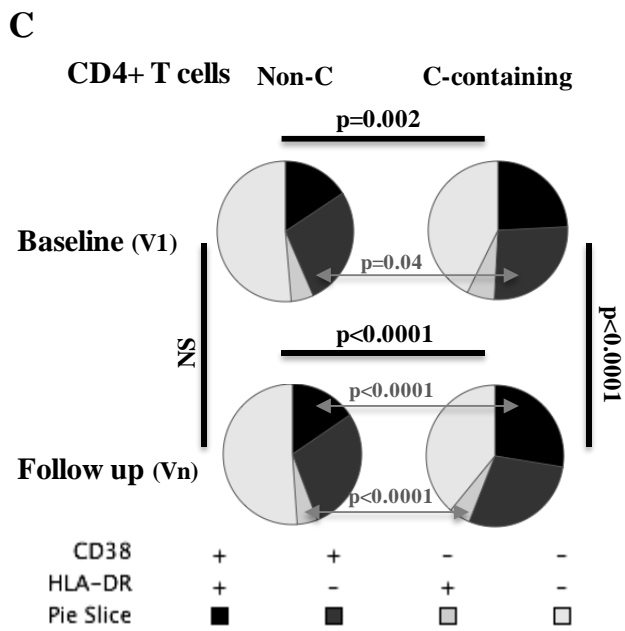 C
CD4+ T cells Non-C C-containing
p=0.002
Baseline (V1)
p=0.04
NS
p<0.0001
p<0.0001
p<0.0001
Follow up (Vn)
p<0.0001
CD38 + + – –
HLA–DR + – + –
Pie Slice